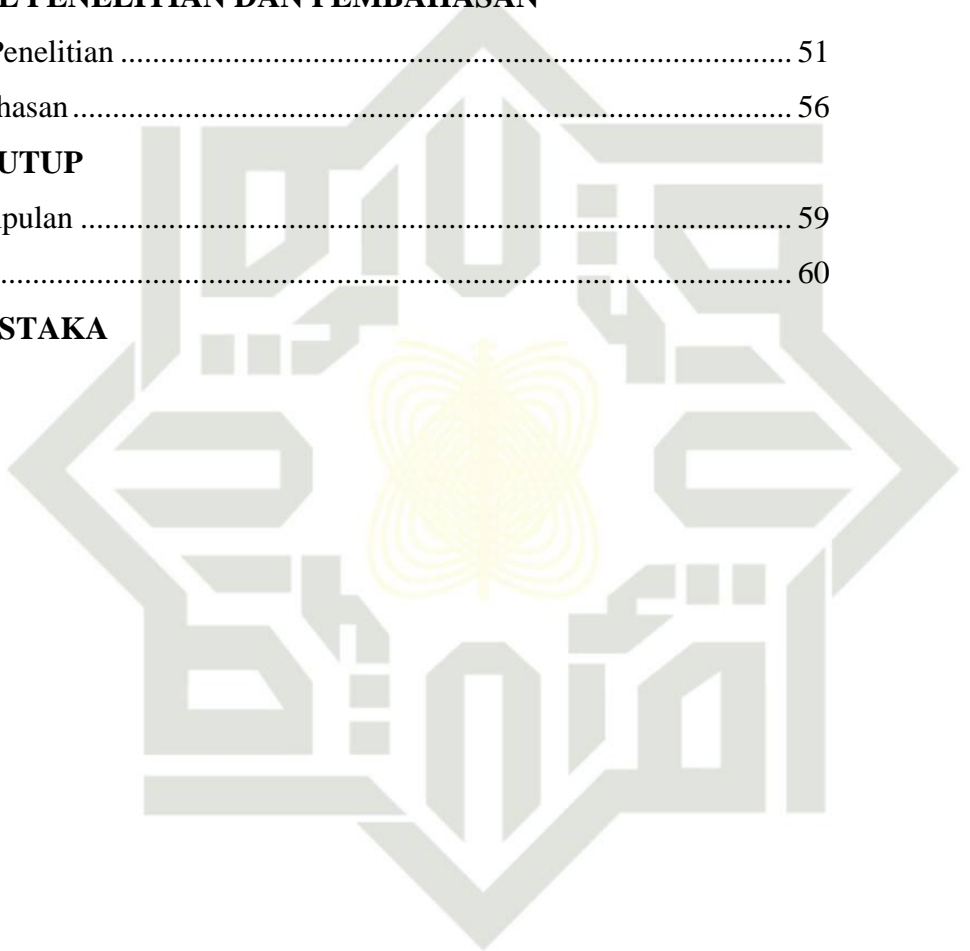 PENELITIAN DAN PEMBAHASAN
Penelitian ........................................................................................ 51
hasan ........................................................................................ 56
UTUP
pulan ........................................................................................ 59
........................................................................................ 60
STAKA